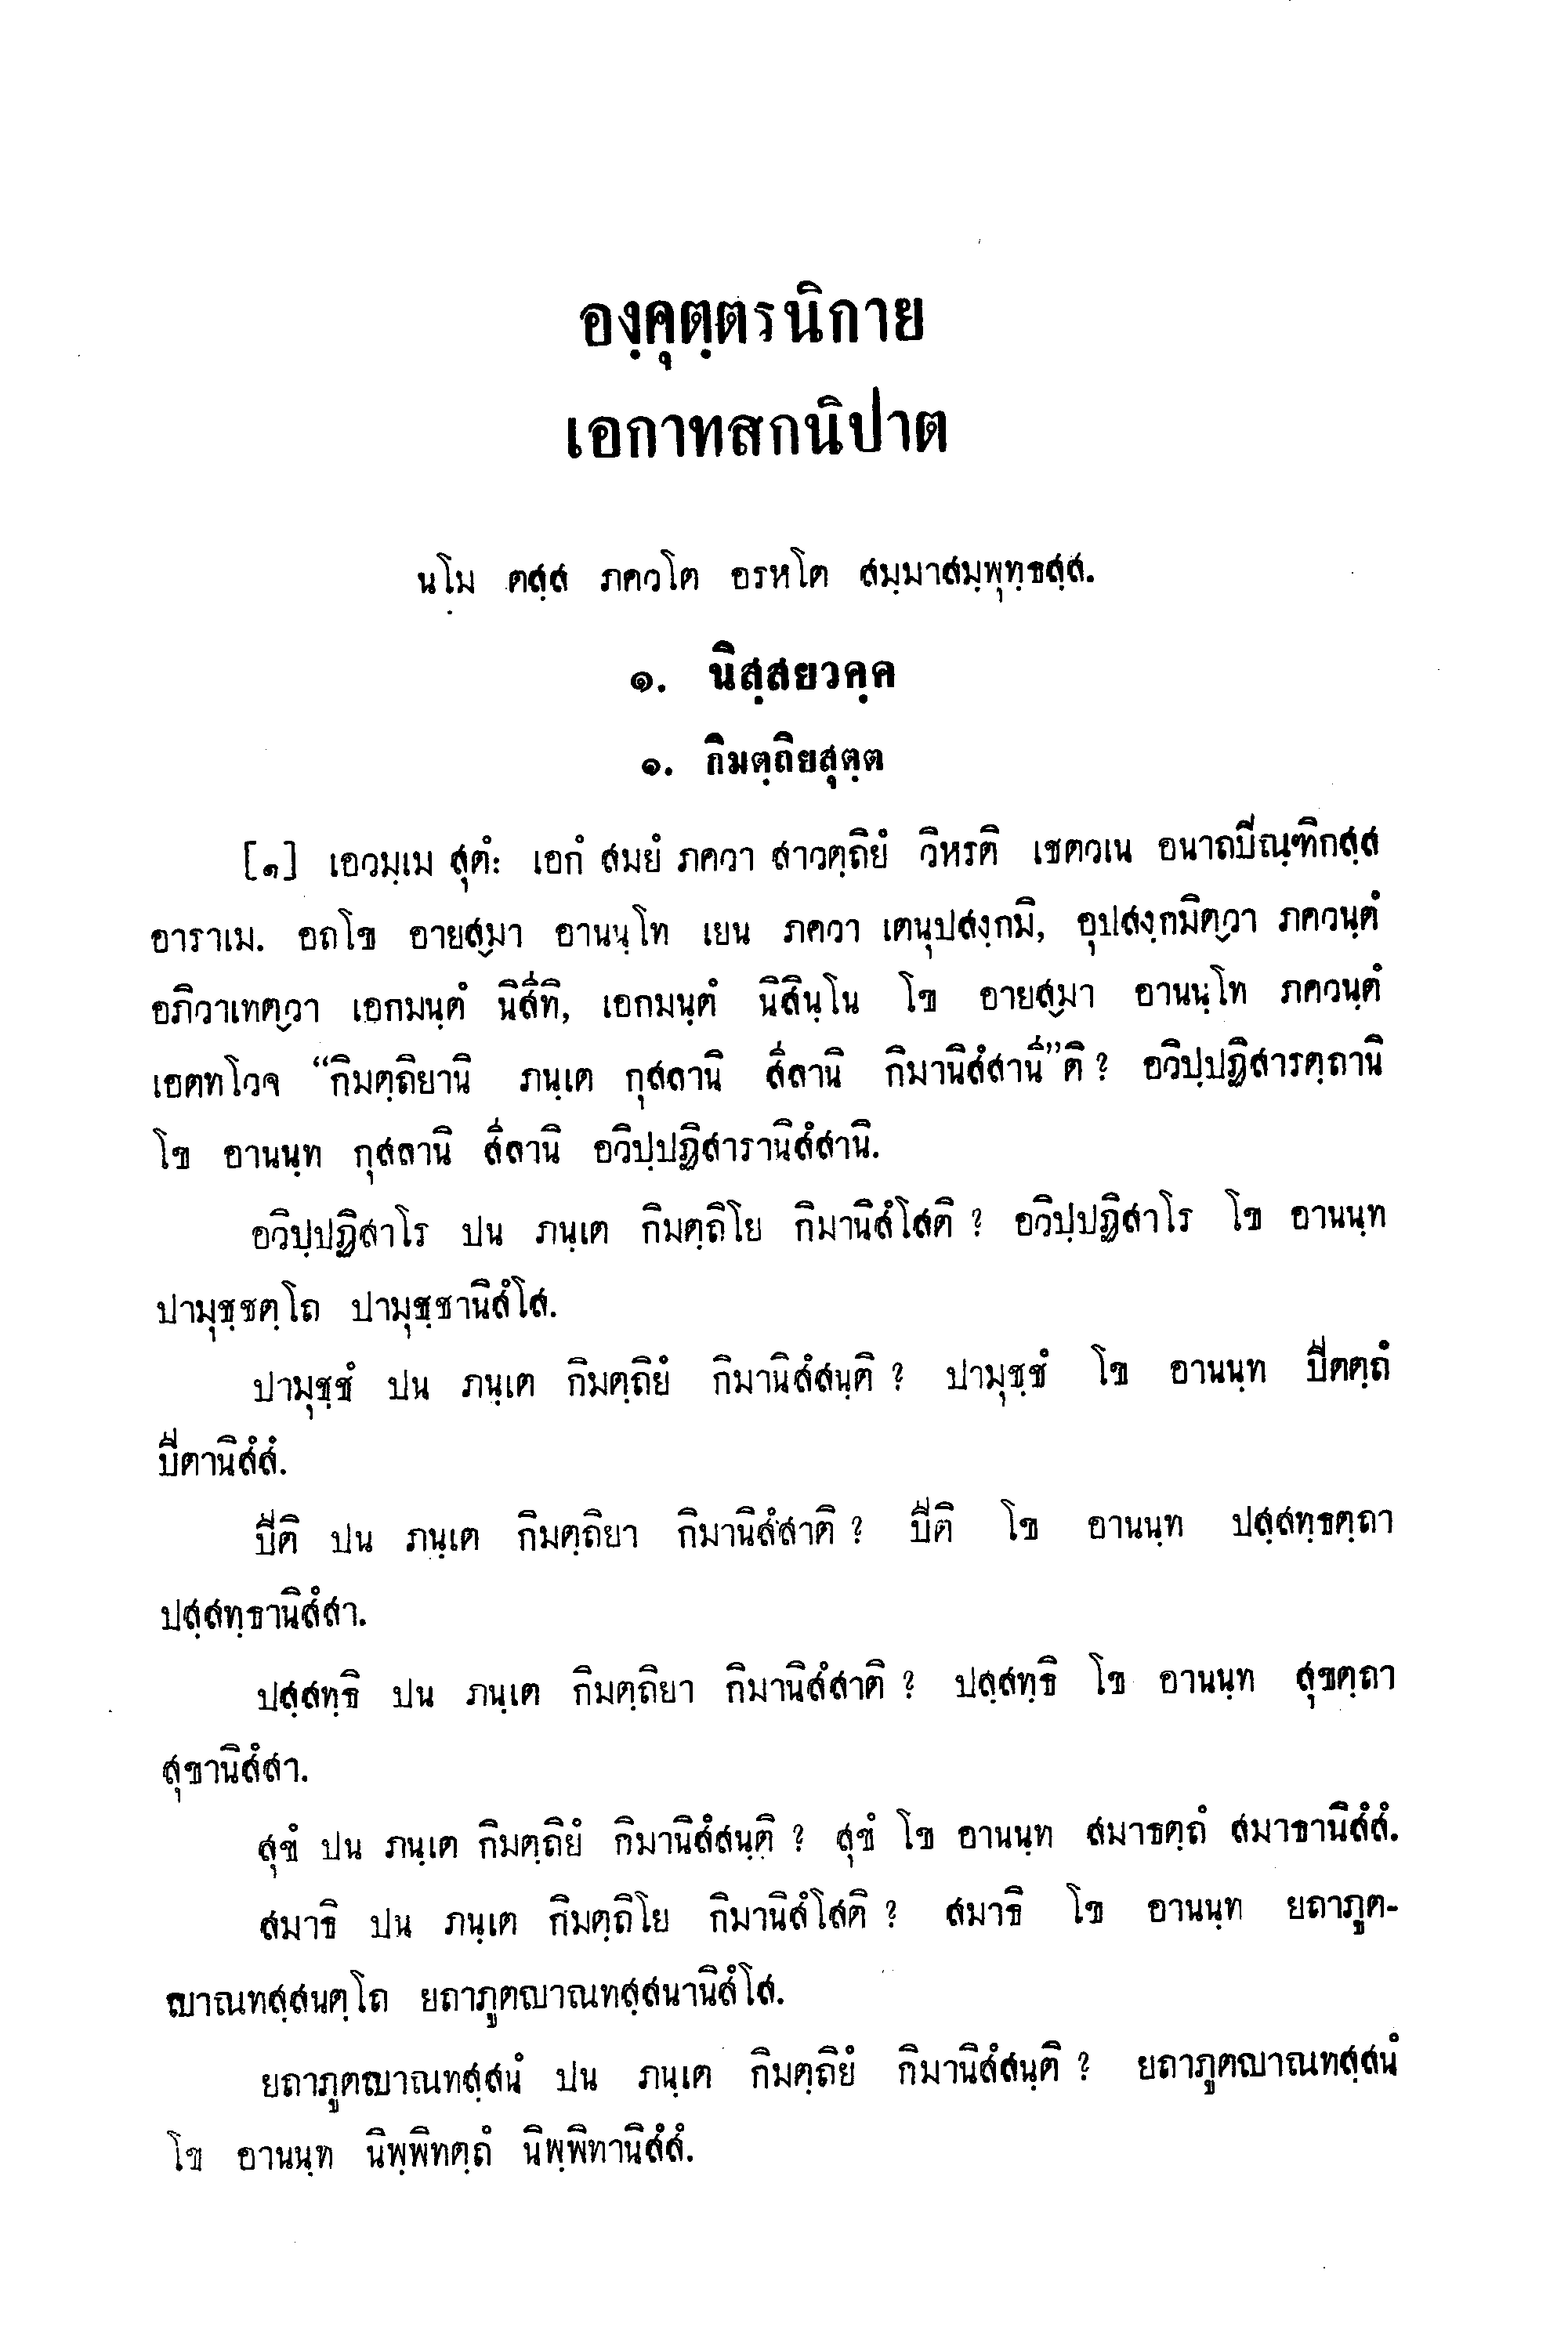 องฺคุตฺตรนิกาย
เอกาทสกนิปาต
นโม ตสฺส ภควโต อรหโต สมฺมาสมฺพุทฺธสฺส.
๑. นิสฺสยวคฺค
๑. กิมตฺถิยสุตฺต
[๑] เอวมฺเม สุตํ: เอกํ สมยํ ภควา สาวตฺถิยํ วิหรติ เชตวเน อนาถปีณฺฑิกสฺส
อาราเม. อถโข อายสฺมา อานนฺโท เยน ภควา เตนุปสงฺกมิ, อุปสงฺกมิตฺวา ภควนฺตํ
อภิวาเทตฺวา เอกมนฺตํ นิสีทิ, เอกมนฺตํ นิสินฺโน โข อายสฺมา อานนฺโท ภควนฺตํ
เอตทโวจ “กิมตฺถิยานิ ภนฺเต กุสลานิ สีลานิ กิมานิสํสานี”ติ ? อวิปฺปฏิสารตฺถานิ
โข อานนฺท กุสลานิ สีลานิ อวิปฺปฏิสารานิสํสานิ.
อวิปฺปฏิสาโร ปน ภนฺเต กิมตฺถิโย กิมานิสํโสติ ? อวิปฺปฏิสาโร โข อานนฺท
ปามุชฺชตฺโถ ปามุชฺชานิสํโส.
ปามุชฺชํ ปน ภนฺเต กิมตฺถิยํ กิมานิสํสนฺติ ? ปามุชฺชํ โข อานนฺท ปีตตฺถํ
ปีตานิสํสํ.
ปีติ ปน ภนฺเต กิมตฺถิยา กิมานิสํสาติ ? ปีติ โข อานนฺท ปสฺสทฺธตฺถา
ปสฺสทฺธานิสํสา.
ปสฺสทฺธิ ปน ภนฺเต กิมตฺถิยา กิมานิสํสาติ ? ปสฺสทฺธิ โข อานนฺท สุขตฺถา
สุขานิสํสา.
สุขํ ปน ภนฺเต กิมตฺถิยํ กิมานิสํสนฺติ ? สุขํ โข อานนฺท สมาธตฺถํ สมาธานิสํสํ.
สมาธิ ปน ภนฺเต กิมตฺถิโย กิมานิสํโสติ ? สมาธิ โข อานนฺท ยถาภูต-
ญาณทสฺสนตฺโถ ยถาภูตญาณทสฺสนานิสํโส.
ยถาภูตญาณทสฺสนํ ปน ภนฺเต กิมตฺถิยํ กิมานิสํสนฺติ ? ยถาภูตญาณทสฺสนํ
โข อานนฺท นิพฺพิทตฺถํ นิพฺพิทานิสํสํ.